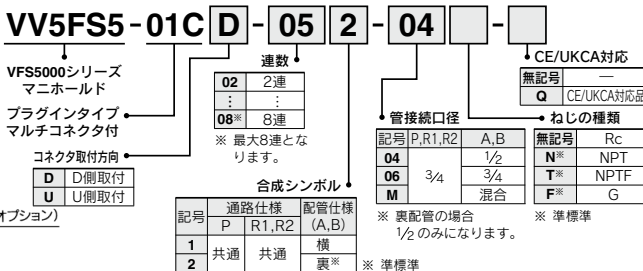 VV5FS5-01C D-05 2-04 □-□
VFS5000シリーズ
マニホールド
プラグインタイプ
マルチコネクタ付
コネクタ取付方向
D D側取付
U U側取付
オプション)
連数
02 2連
⋮ ⋮
08※ 8連
※ 最大8連とな
ります。
合成シンボル
記号 通路仕様 配管仕様
P R1,R2 (A,B)
1 共通 共通 横
2 裏※
※ 準標準
管接続口径
記号 P,R1,R2 A,B
04 3/4 1/2
06 3/4
M 混合
※ 裏配管の場合
1/2 のみになります。
CE/UKCA対応
無記号 —
Q CE/UKCA対応品
ねじの種類
無記号 Rc
N※ NPT
T※ NPTF
F※ G
※ 準標準